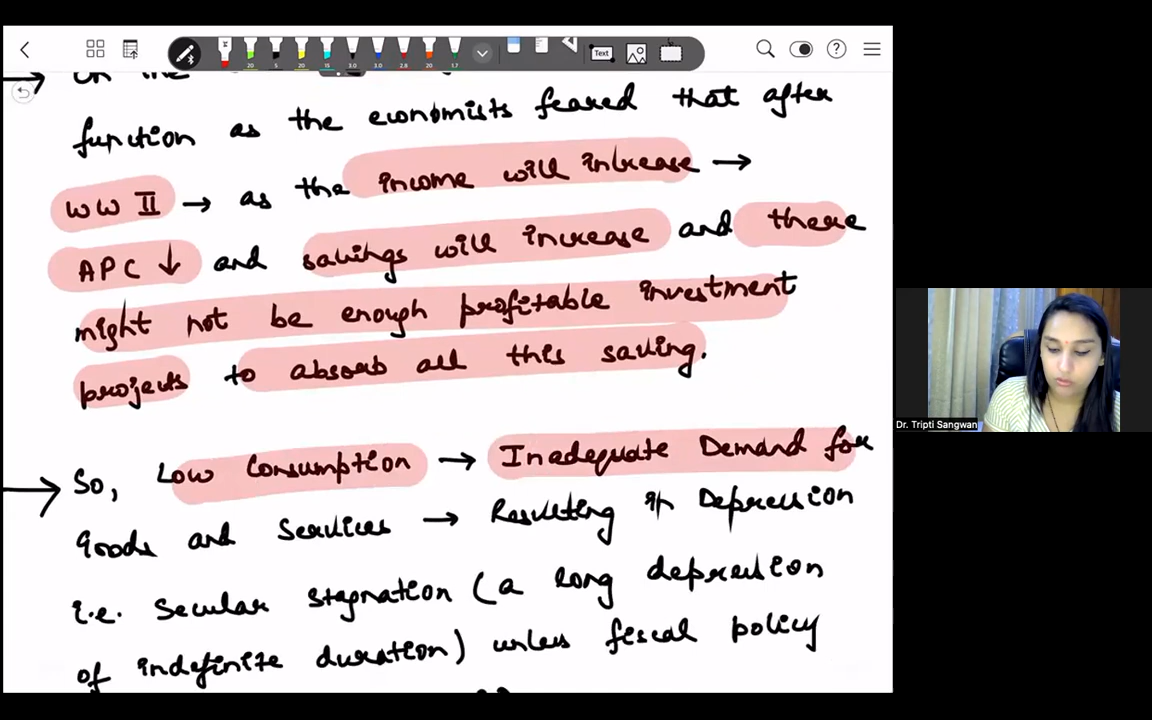 function as the economists feared that after
WW II → as the income will increase →
APC ↓ and savings will increase and there
might not be enough profitable investment
projects to absorb all this saving.
→ So, Low Consumption → Inadequate Demand for
Goods and Services → Resulting in Depression
i.e. secular stagnation (a long depression
of indefinite duration) unless fiscal policy
Text
Dr. Tripti Sangwan